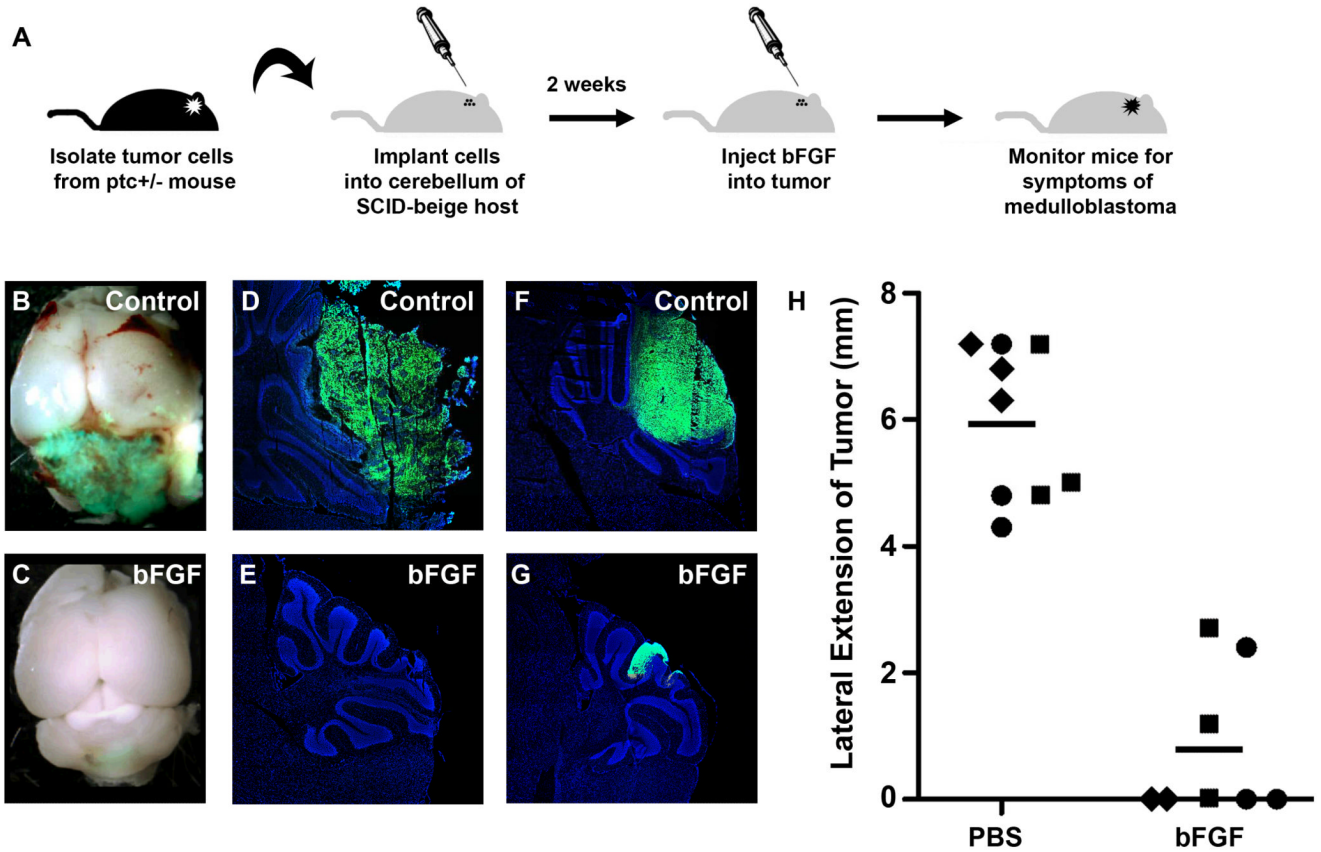 A
2 weeks
Isolate tumor cells
from ptc+/- mouse
Implant cells
into cerebellum of
SCID-beige host
Inject bFGF
into tumor
Monitor mice for
symptoms of
medulloblastoma
B
Control
D
Control
F
Control
C
bFGF
E
bFGF
G
bFGF
H
Lateral Extension of Tumor (mm)
8
6
4
2
0
PBS
bFGF